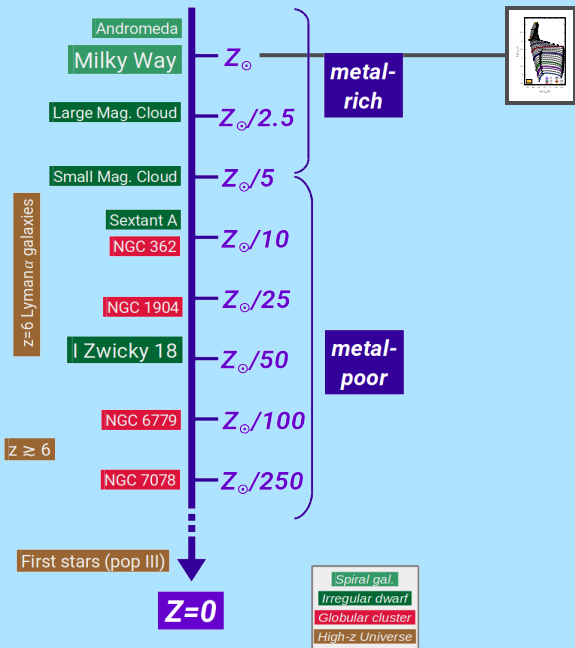 Andromeda
Milky Way
Z☉
metal-
rich
Large Mag. Cloud
Z☉/2.5
Small Mag. Cloud
Z☉/5
z=6 Lymanα galaxies
Sextant A
NGC 362
Z☉/10
NGC 1904
Z☉/25
I Zwicky 18
Z☉/50
metal-
poor
NGC 6779
Z☉/100
z ≳ 6
NGC 7078
Z☉/250
First stars (pop III)
Z=0
Spiral gal.
Irregular dwarf
Globular cluster
High-z Universe